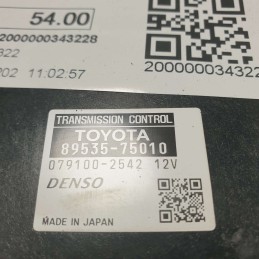 54.00
2000000343228
322
202 11:02:57
200000034322
TRANSMISSION CONTROL
TOYOTA
89535-75010
079100-2542 12V
DENSO
MADE IN JAPAN